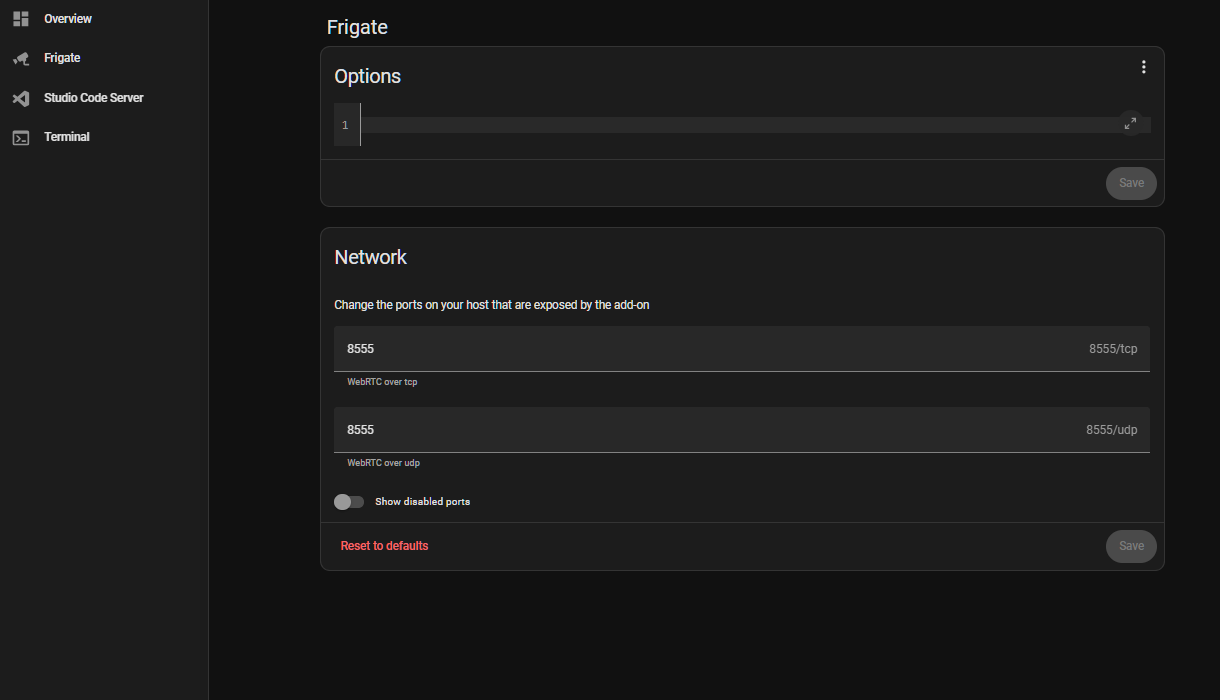 Overview
Frigate
Studio Code Server
Terminal
Frigate
Options
1
Save
Network
Change the ports on your host that are exposed by the add-on
8555 8555/tcp
WebRTC over tcp
8555 8555/udp
WebRTC over udp
Show disabled ports
Reset to defaults Save